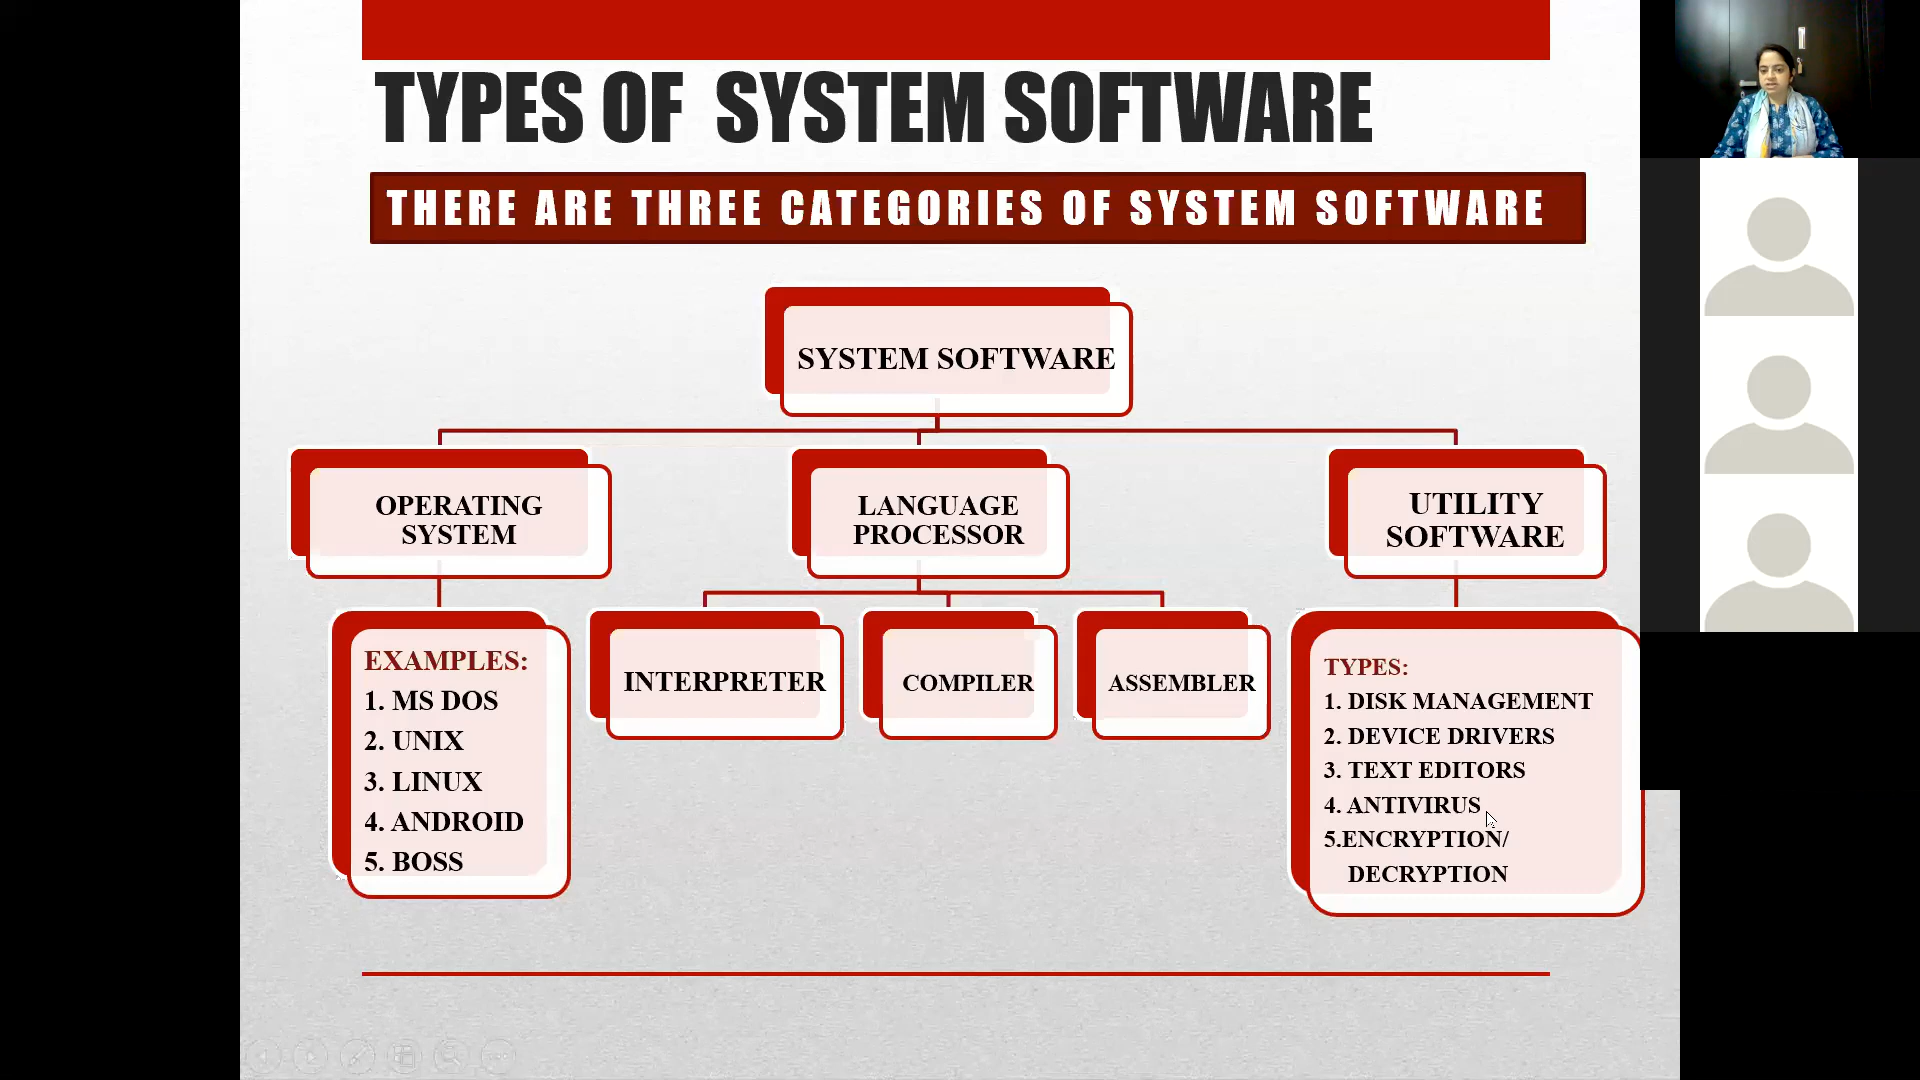 TYPES OF SYSTEM SOFTWARE
THERE ARE THREE CATEGORIES OF SYSTEM SOFTWARE
SYSTEM SOFTWARE
OPERATING
SYSTEM
LANGUAGE
PROCESSOR
UTILITY
SOFTWARE
EXAMPLES:
1. MS DOS
2. UNIX
3. LINUX
4. ANDROID
5. BOSS
INTERPRETER
COMPILER
ASSEMBLER
TYPES:
1. DISK MANAGEMENT
2. DEVICE DRIVERS
3. TEXT EDITORS
4. ANTIVIRUS
5.ENCRYPTION/
DECRYPTION